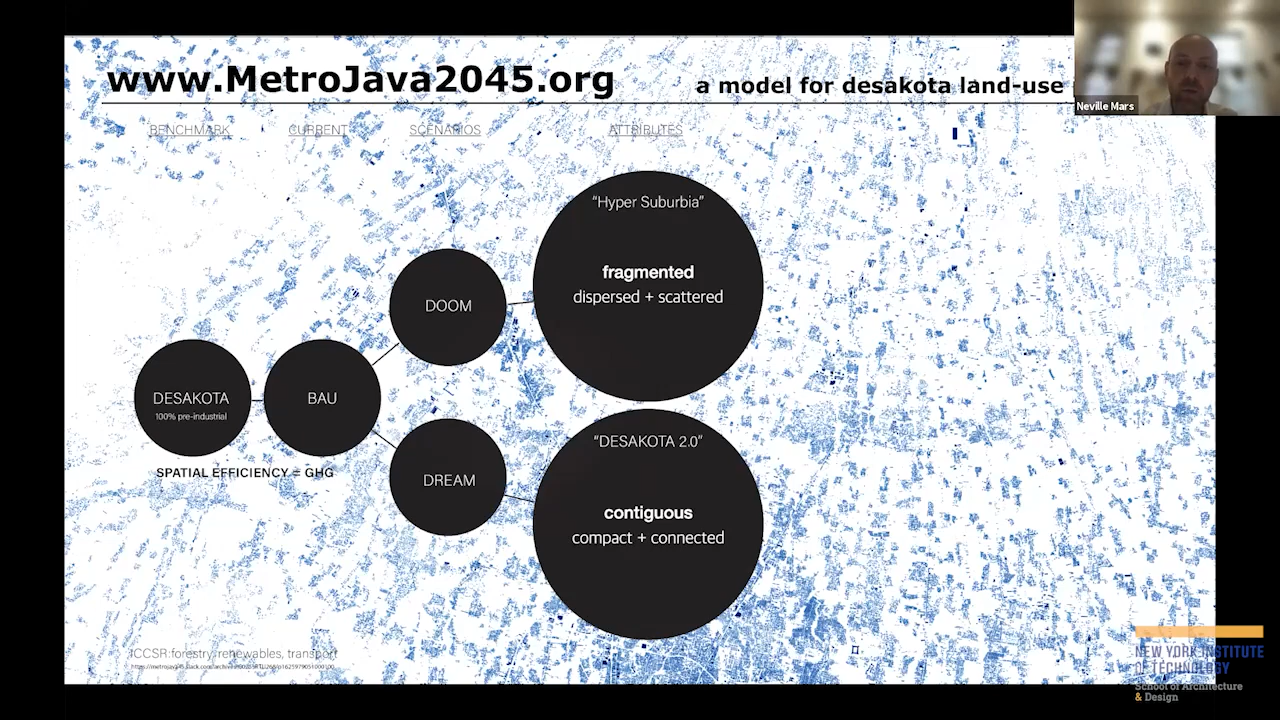 www.MetroJava2045.org
a model for desakota land-use
Neville Mars
BENCHMARK
CURRENT
SCENARIOS
ATTRIBUTES
"Hyper Suburbia"
fragmented
dispersed + scattered
DOOM
DESAKOTA
100% pre-industrial
BAU
SPATIAL EFFICIENCY = GHG
DREAM
"DESAKOTA 2.0"
contiguous
compact + connected
ICCSR:forestry, renewables, transport
NEW YORK INSTITUTE
OF TECHNOLOGY
School of Architecture
& Design